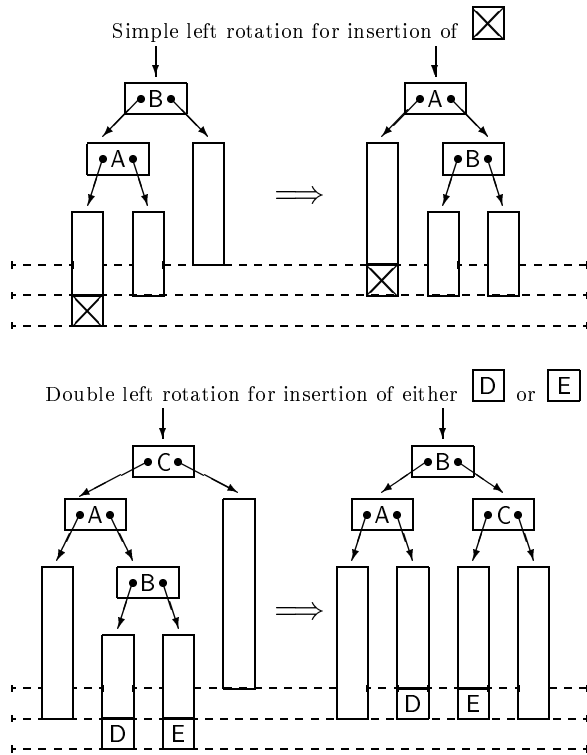 Simple left rotation for insertion of
B A
A B
⟹
Double left rotation for insertion of either D or E
C B
A A C
B
⟹
D E
D E